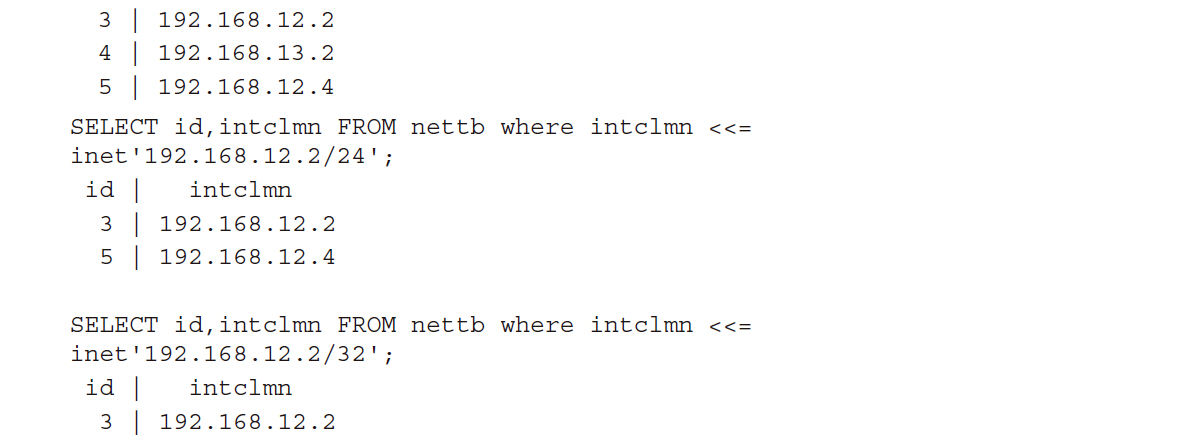 3 | 192.168.12.2
4 | 192.168.13.2
5 | 192.168.12.4
SELECT id,intclmn FROM nettb where intclmn <<=
inet'192.168.12.2/24';
id | intclmn
3 | 192.168.12.2
5 | 192.168.12.4
SELECT id,intclmn FROM nettb where intclmn <<=
inet'192.168.12.2/32';
id | intclmn
3 | 192.168.12.2